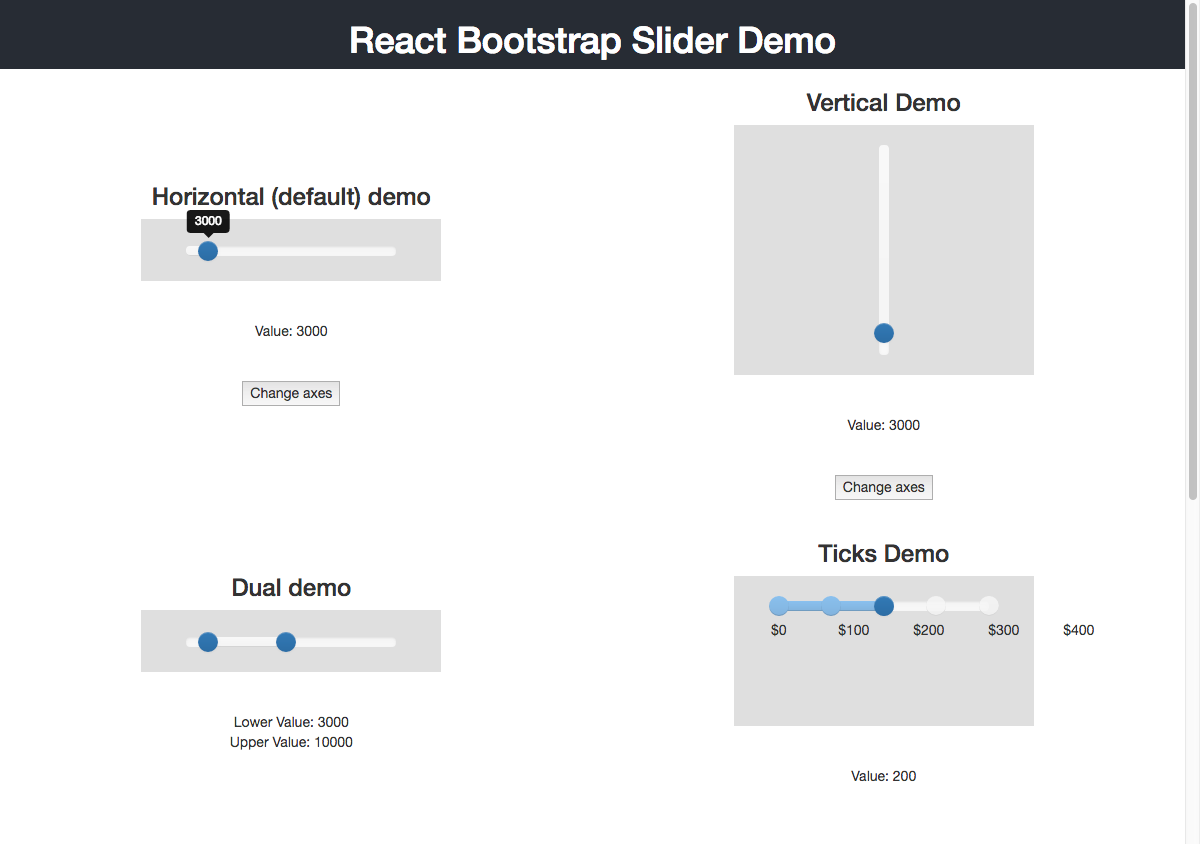 React Bootstrap Slider Demo
Horizontal (default) demo
3000
Value: 3000
Change axes
Vertical Demo
Value: 3000
Change axes
Dual demo
Lower Value: 3000
Upper Value: 10000
Ticks Demo
$0 $100 $200 $300 $400
Value: 200